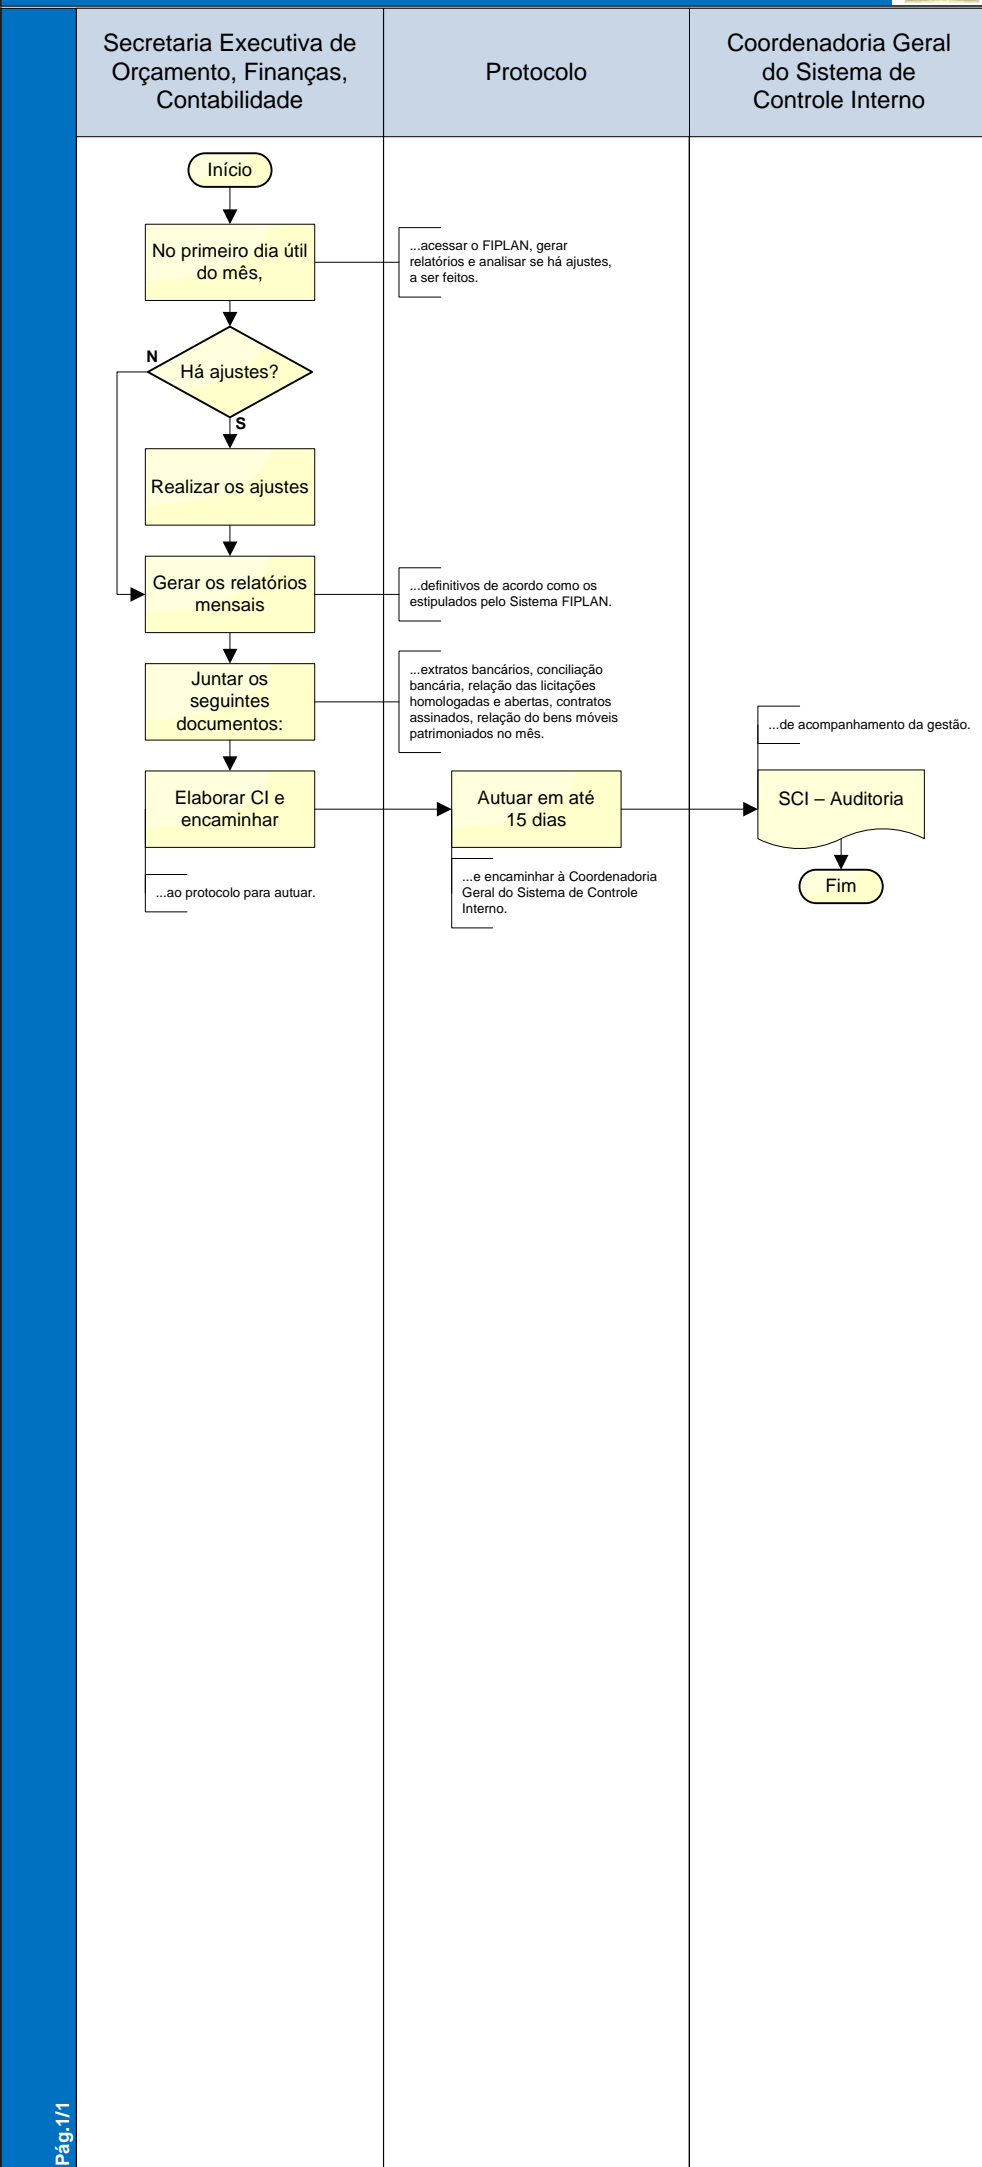 Secretaria Executiva de
Orçamento, Finanças,
Contabilidade
Protocolo
Coordenadoria Geral
do Sistema de
Controle Interno
Início
No primeiro dia útil
do mês,
...acessar o FIPLAN, gerar
relatórios e analisar se há ajustes,
a ser feitos.
N
Há ajustes?
S
Realizar os ajustes
Gerar os relatórios
mensais
...definitivos de acordo como os
estipulados pelo Sistema FIPLAN.
Juntar os
seguintes
documentos:
...extratos bancários, conciliação
bancária, relação das licitações
homologadas e abertas, contratos
assinados, relação do bens móveis
patrimoniados no mês.
...de acompanhamento da gestão.
Elaborar CI e
encaminhar
Autuar em até
15 dias
SCI – Auditoria
...ao protocolo para autuar.
...e encaminhar à Coordenadoria
Geral do Sistema de Controle
Interno.
Fim
Pág.1/1